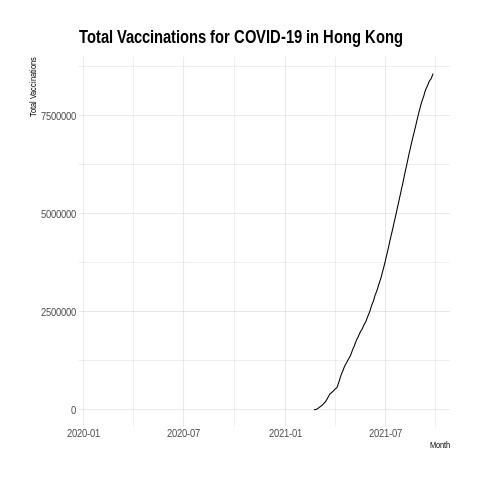 Total Vaccinations for COVID-19 in Hong Kong
Total Vaccinations
7500000
5000000
2500000
0
2020-01 2020-07 2021-01 2021-07
Month